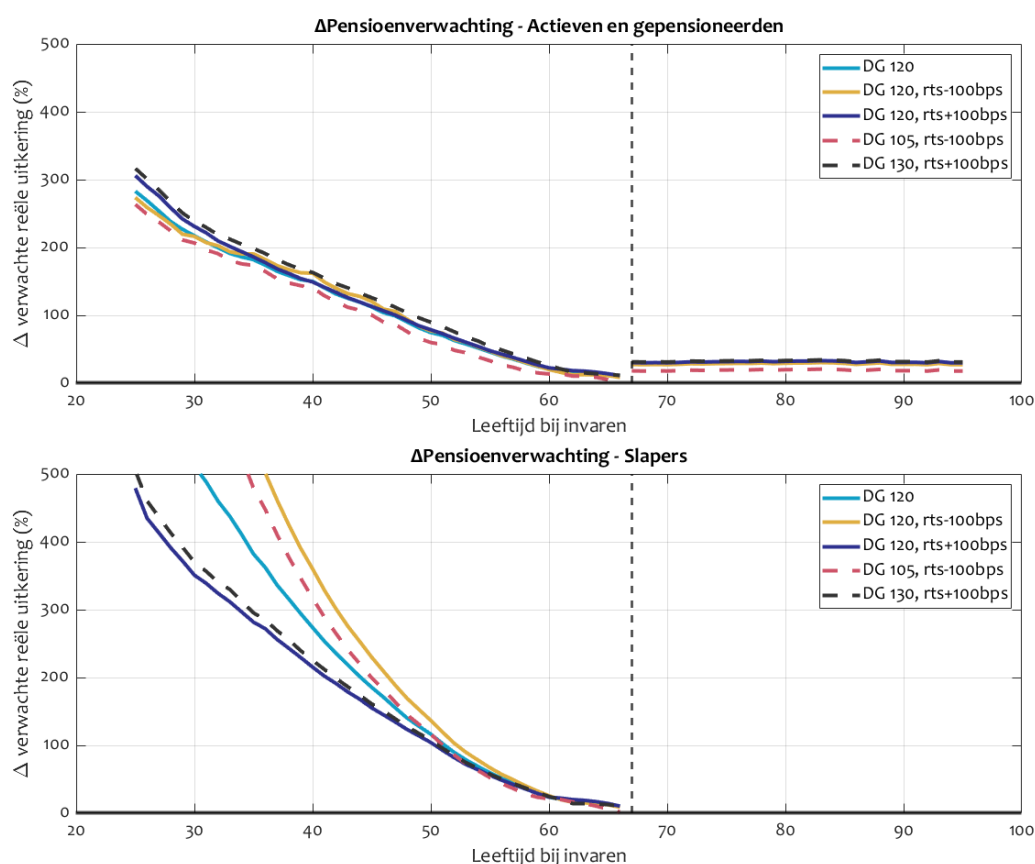 ΔPensioenverwachting - Actieven en gepensioneerden
Δ verwachte reële uitkering (%)
500
400
300
200
100
0
20
30
40
50
60
70
80
90
100
Leeftijd bij invaren
DG 120
DG 120, rts-100bps
DG 120, rts+100bps
DG 105, rts-100bps
DG 130, rts+100bps
ΔPensioenverwachting - Slapers
Δ verwachte reële uitkering (%)
500
400
300
200
100
0
20
30
40
50
60
70
80
90
100
Leeftijd bij invaren
DG 120
DG 120, rts-100bps
DG 120, rts+100bps
DG 105, rts-100bps
DG 130, rts+100bps